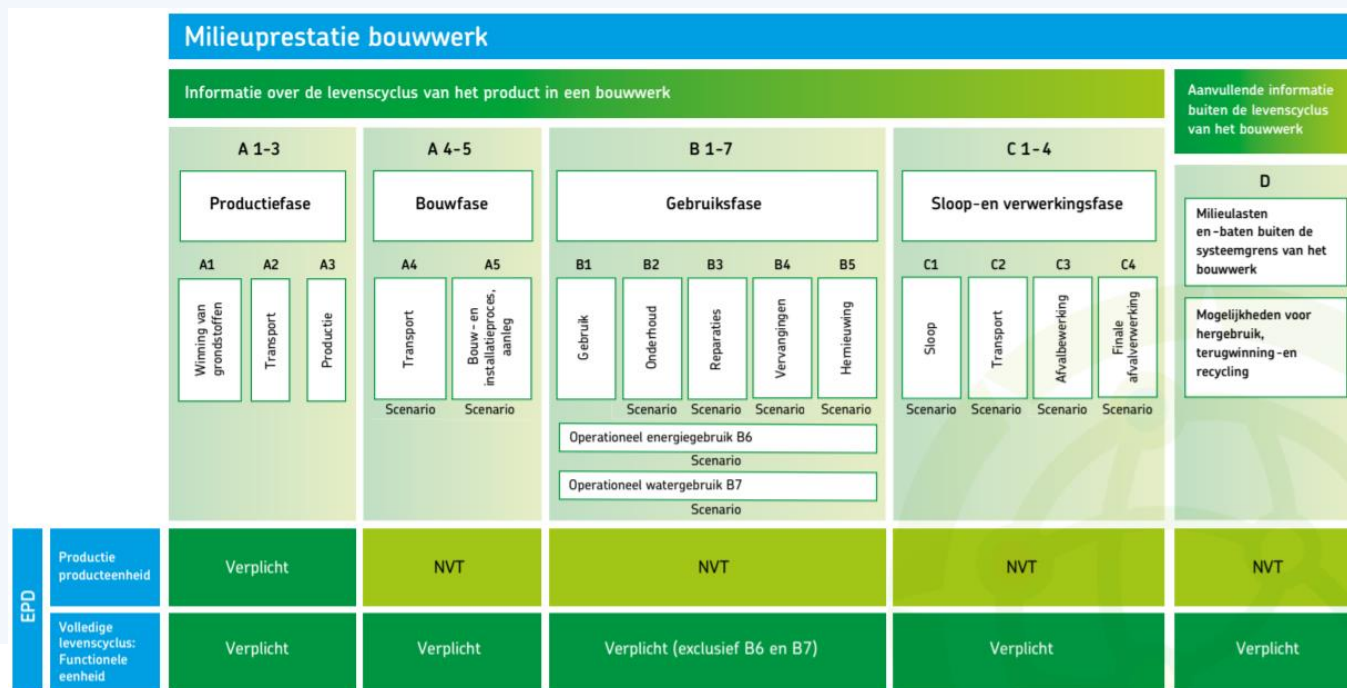 Milieuprestatie bouwwerk
Informatie over de levenscyclus van het product in een bouwwerk
Aanvullende informatie
buiten de levenscyclus
van het bouwwerk
A 1-3
Productiefase
A1
A2
A3
Winning van
grondstoffen
Transport
Productie
A 4-5
Bouwfase
A4
A5
Transport
Bouw- en
installatieproces,
aanleg
Scenario
Scenario
B 1-7
Gebruiksfase
B1
B2
B3
B4
B5
Gebruik
Onderhoud
Reparaties
Vervangingen
Hernieuwing
Scenario
Scenario
Scenario
Scenario
Operationeel energiegebruik B6
Scenario
Operationeel watergebruik B7
Scenario
C 1-4
Sloop-en verwerkingsfase
C1
C2
C3
C4
Sloop
Transport
Afvalbewerking
Finale
afvalverwerking
Scenario
Scenario
Scenario
Scenario
D
Milieulasten
en-baten buiten de
systeemgrens van het
bouwwerk
Mogelijkheden voor
hergebruik,
terugwinning-en
recycling
EPD
Productie
producteenheid
Verplicht
NVT
NVT
NVT
NVT
Volledige
levenscyclus:
Functionele
eenheid
Verplicht
Verplicht
Verplicht (exclusief B6 en B7)
Verplicht
Verplicht